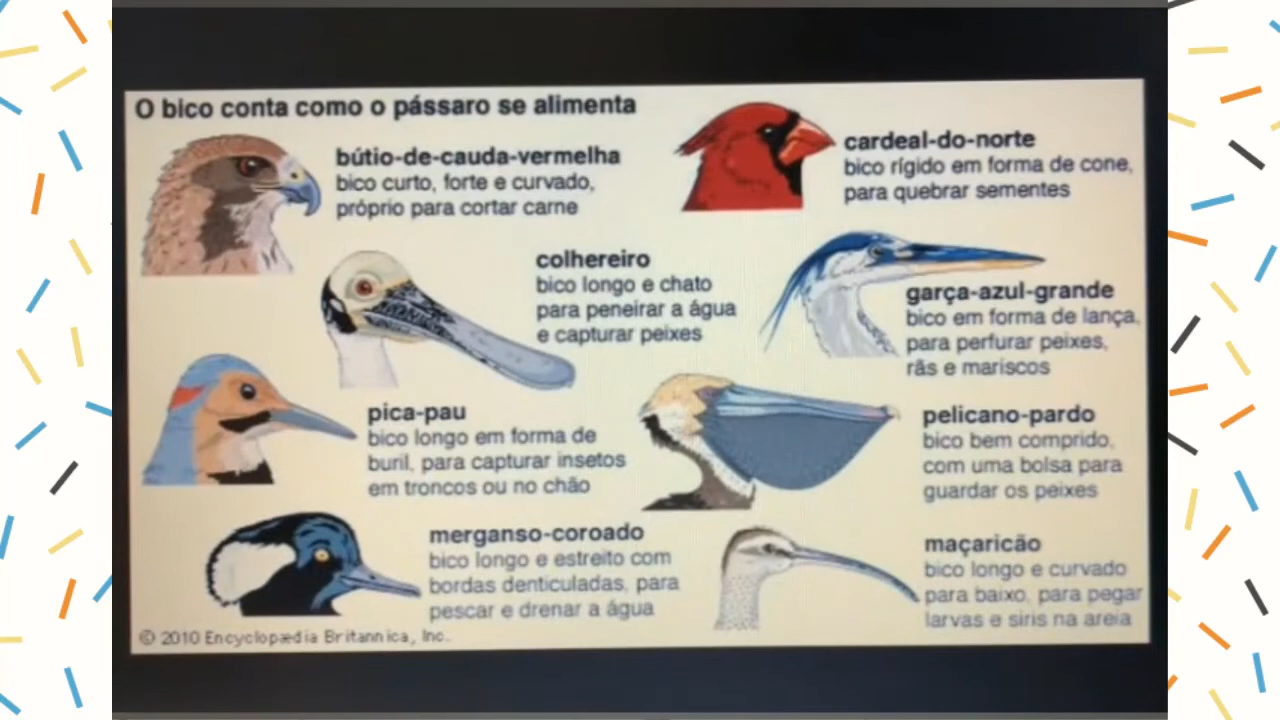 O bico conta como o pássaro se alimenta
bútio-de-cauda-vermelha
bico curto, forte e curvado,
próprio para cortar carne
cardeal-do-norte
bico rígido em forma de cone,
para quebrar sementes
colhereiro
bico longo e chato
para peneirar a água
e capturar peixes
garça-azul-grande
bico em forma de lança,
para perfurar peixes,
rãs e mariscos
pica-pau
bico longo em forma de
buril, para capturar insetos
em troncos ou no chão
pelicano-pardo
bico bem comprido,
com uma bolsa para
guardar os peixes
merganso-coroado
bico longo e estreito com
bordas denticuladas, para
pescar e drenar a água
maçaricão
bico longo e curvado
para baixo, para pegar
larvas e siris na areia
© 2010 Encyclopædia Britannica, Inc.